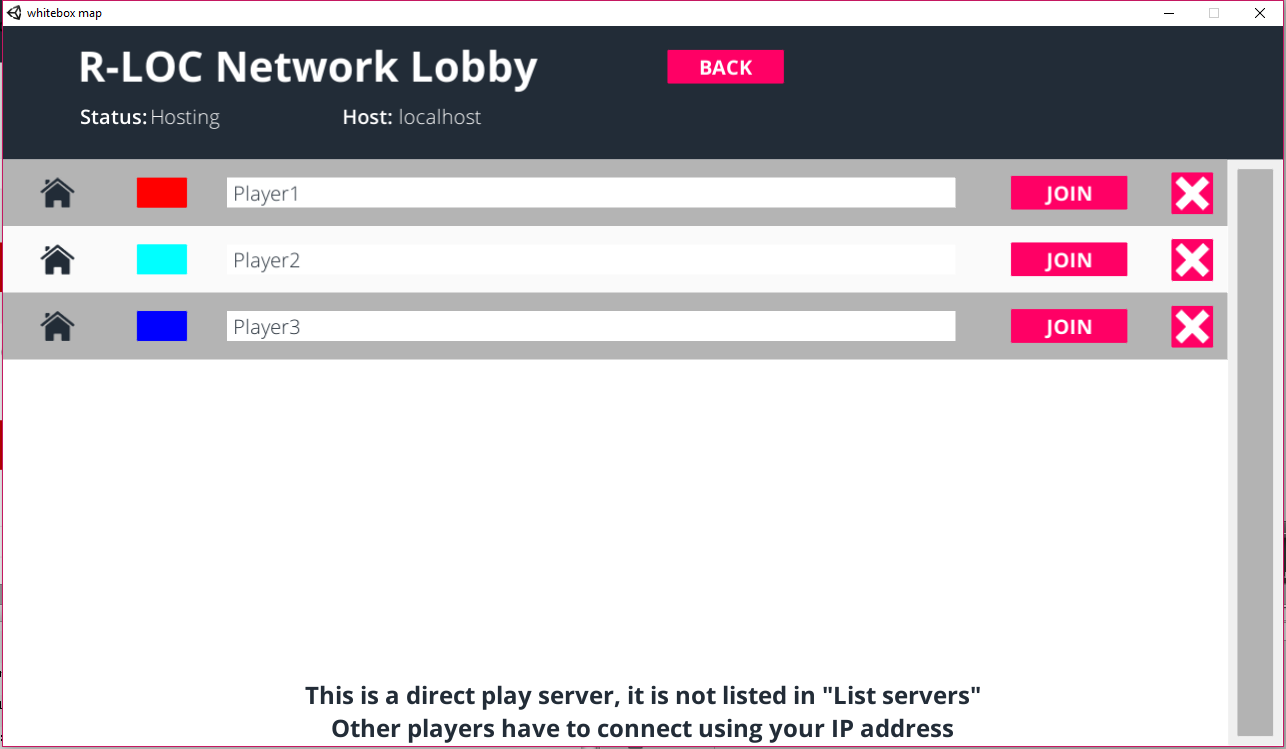 whitebox map
R-LOC Network Lobby
BACK
Status: Hosting
Host: localhost
Player1
JOIN
Player2
JOIN
Player3
JOIN
This is a direct play server, it is not listed in "List servers"
Other players have to connect using your IP address